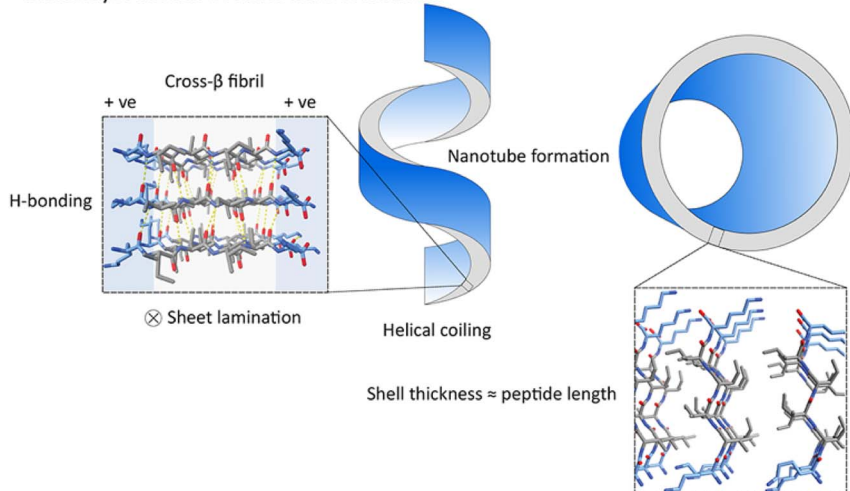 Cross-β fibril
+ ve
+ ve
H-bonding
⊗ Sheet lamination
Helical coiling
Nanotube formation
Shell thickness ≈ peptide length